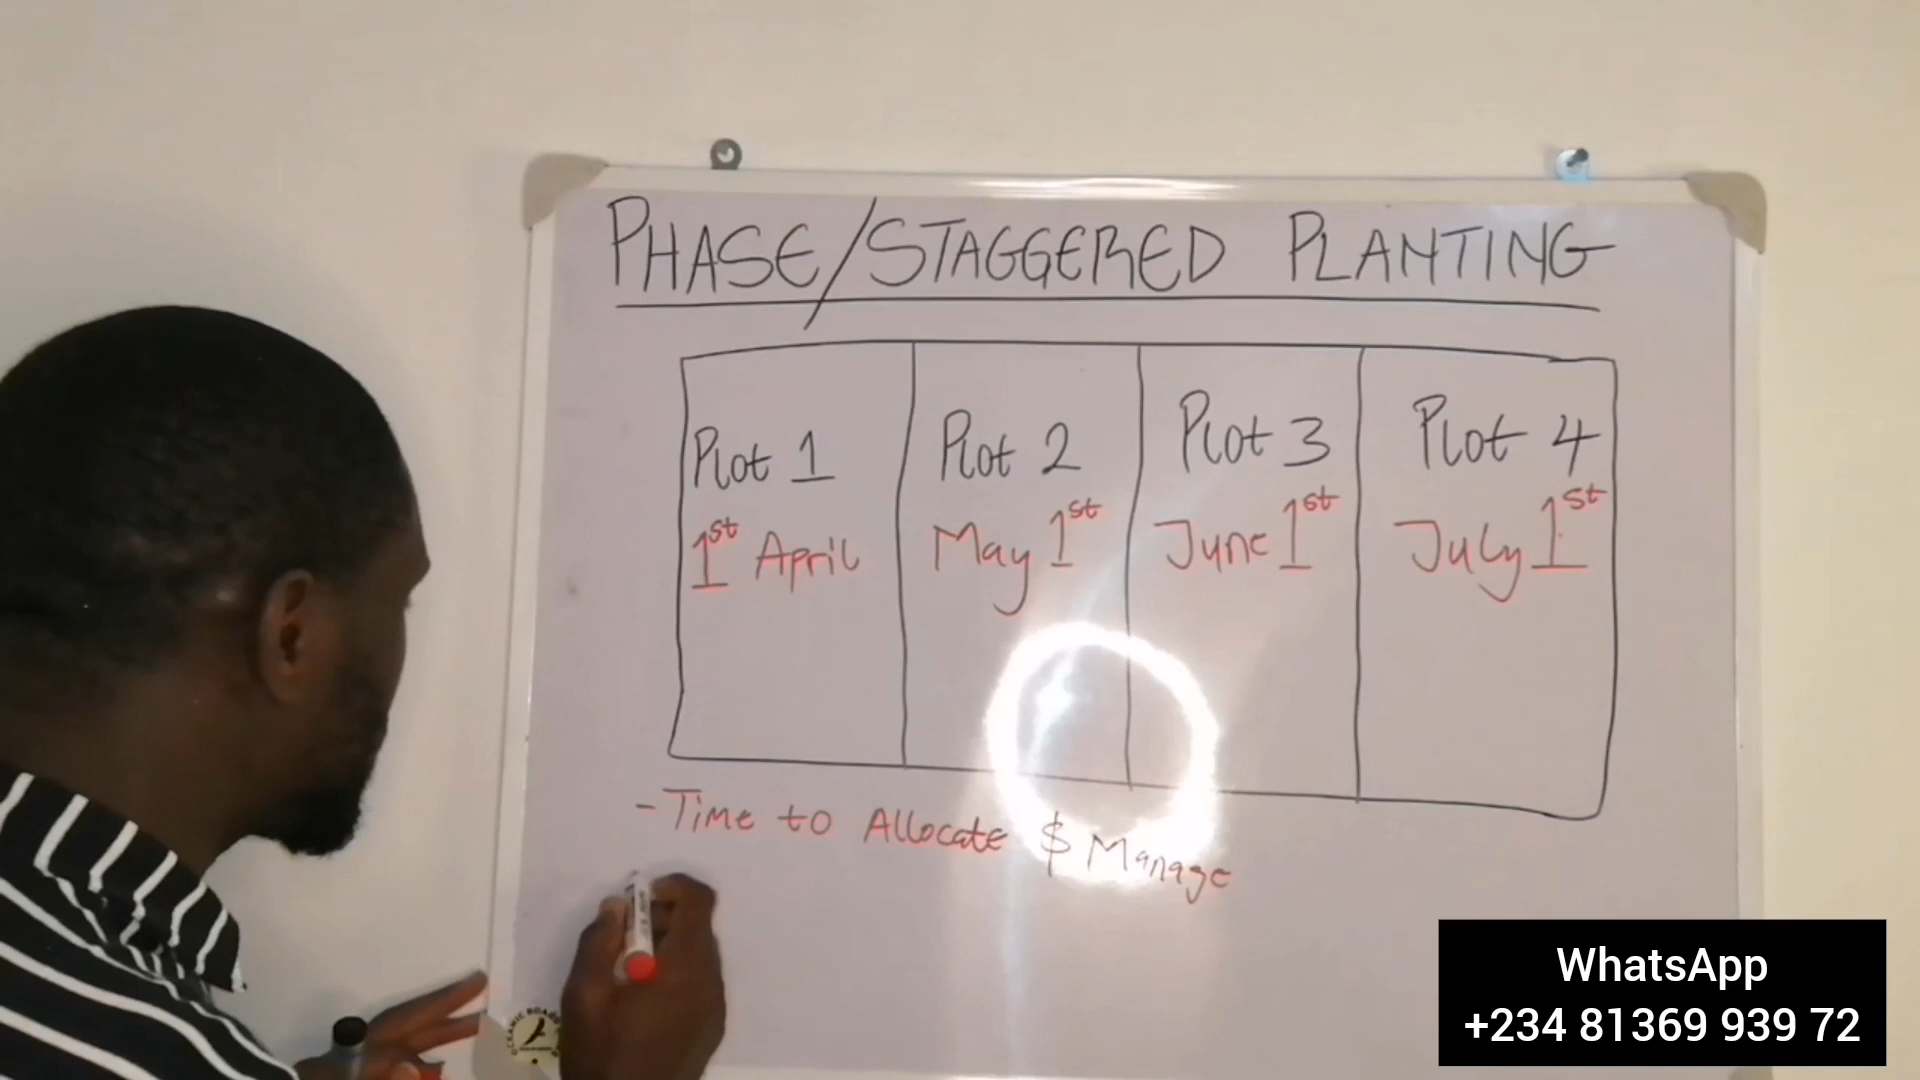 PHASE/STAGGERED PLANTING
Plot 1
1st April
Plot 2
May 1st
Plot 3
June 1st
Plot 4
July 1st
- Time to Allocate $ Manage
WhatsApp
+234 81369 939 72